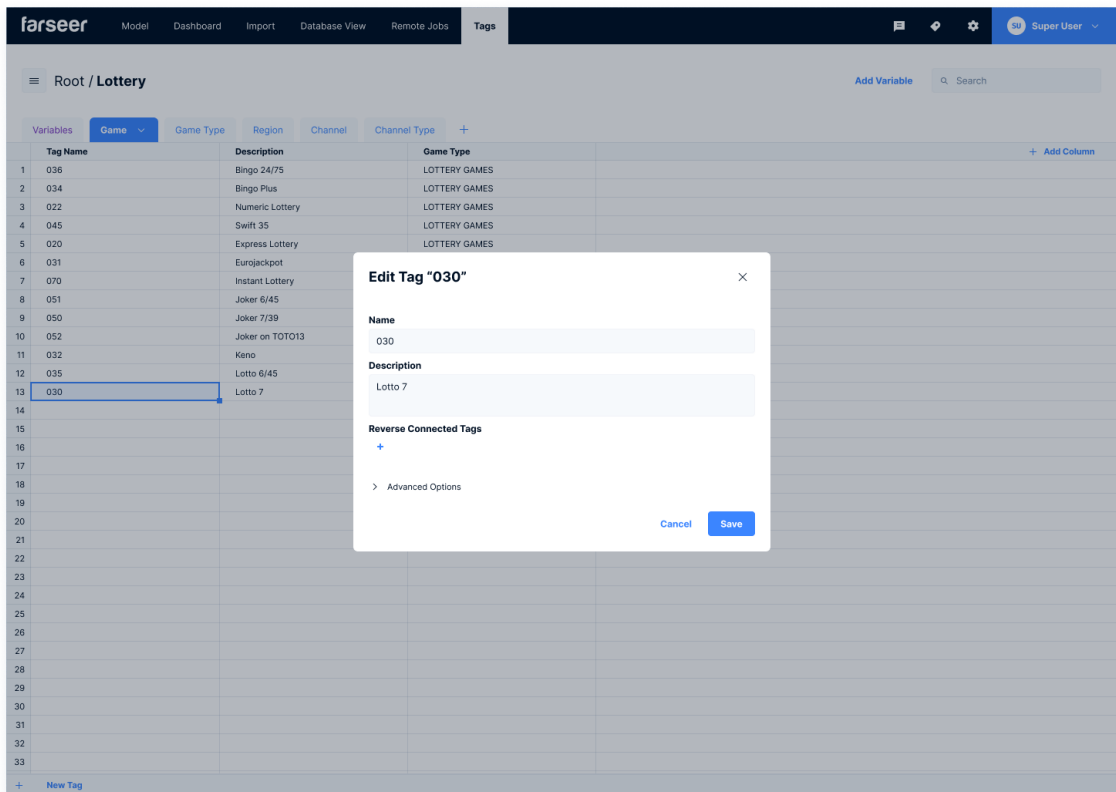 farseer Model Dashboard Import Database View Remote Jobs Tags SU Super User
Root / Lottery Add Variable Search
Variables Game Game Type Region Channel Channel Type +
Tag Name Description Game Type + Add Column
1 036 Bingo 24/75 LOTTERY GAMES
2 034 Bingo Plus LOTTERY GAMES
3 022 Numeric Lottery LOTTERY GAMES
4 045 Swift 35 LOTTERY GAMES
5 020 Express Lottery LOTTERY GAMES
6 031 Eurojackpot
7 070 Instant Lottery
8 051 Joker 6/45
9 050 Joker 7/39
10 052 Joker on TOTO13
11 032 Keno
12 035 Lotto 6/45
13 030 Lotto 7
14
15
16
17
18
19
20
21
22
23
24
25
26
27
28
29
30
31
32
33
+ New Tag
Edit Tag “030”
Name
030
Description
Lotto 7
Reverse Connected Tags
+
Advanced Options
Cancel Save